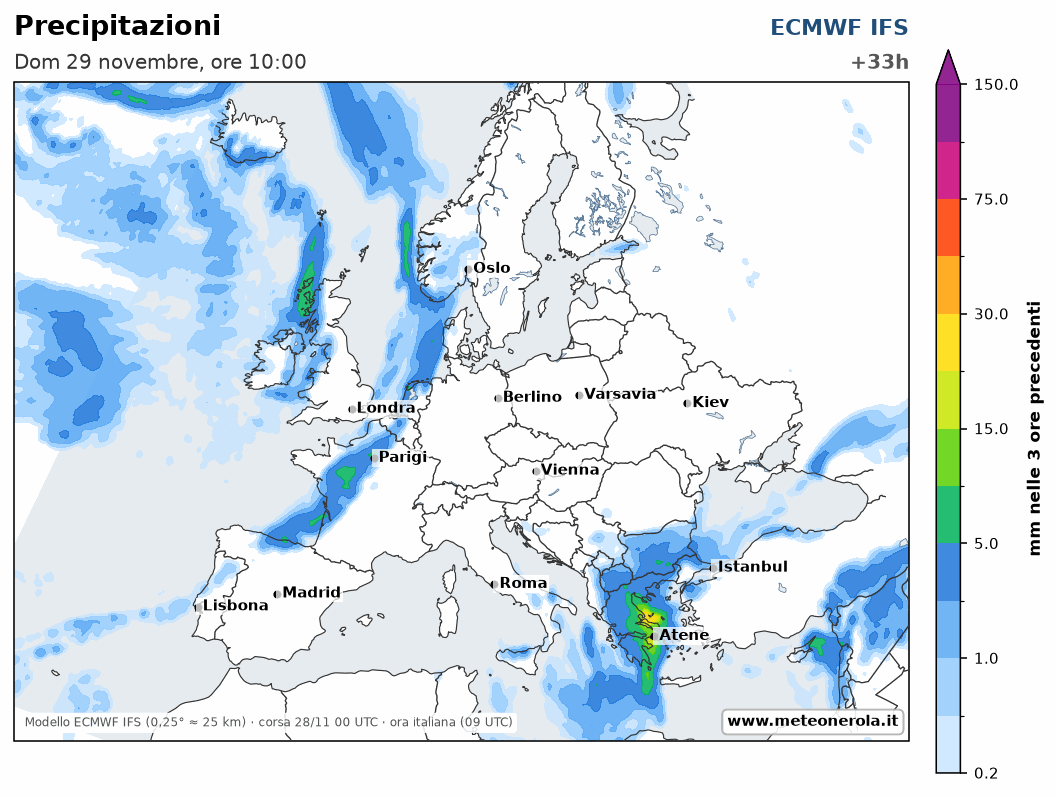 Precipitazioni
ECMWF IFS
Dom 29 novembre, ore 10:00
+33h
150.0
75.0
30.0
15.0
5.0
1.0
0.2
mm nelle 3 ore precedenti
Oslo
Berlino
Varsavia
Kiev
Londra
Parigi
Vienna
Istanbul
Roma
Madrid
Lisbona
Atene
Modello ECMWF IFS (0,25° ≈ 25 km) · corsa 28/11 00 UTC · ora italiana (09 UTC)
www.meteonerola.it